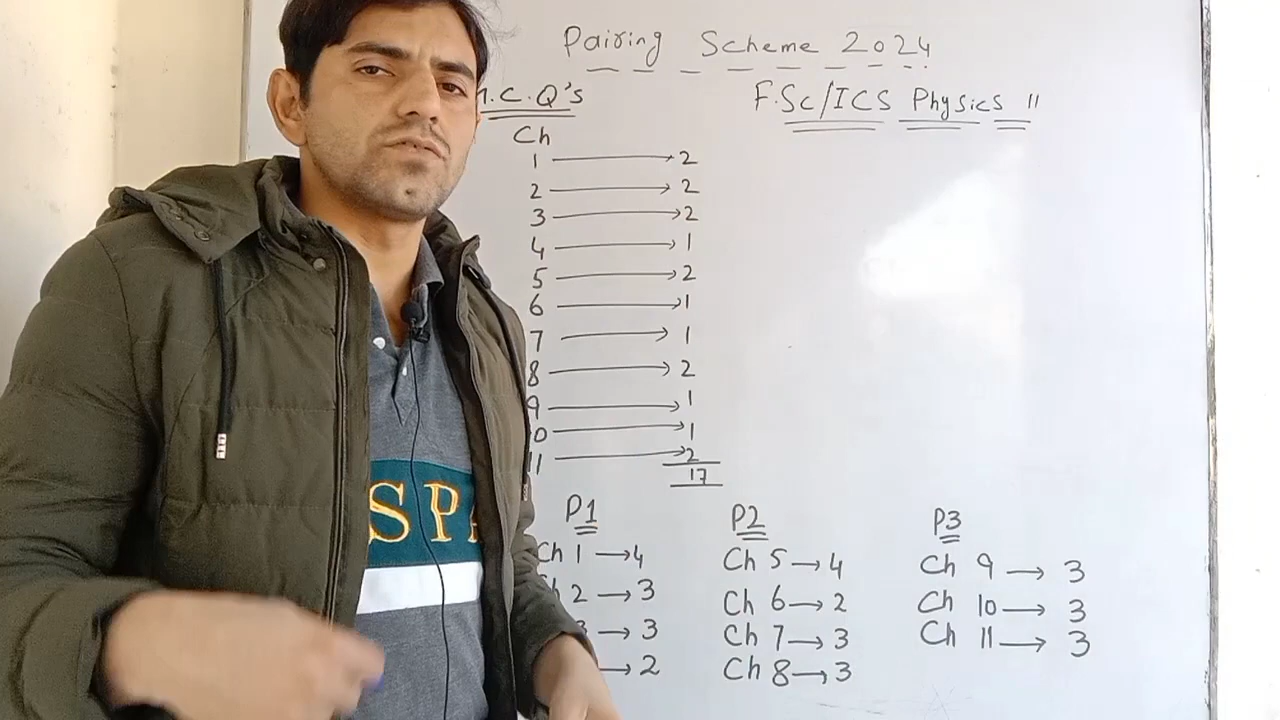 Pairing Scheme 2024
M.C.Q's
F.Sc/ICS Physics II
Ch
1 → 2
2 → 2
3 → 2
4 → 1
5 → 2
6 → 1
7 → 1
8 → 2
9 → 1
0 → 1
11 → 2
17
P1
Ch 1 → 4
Ch 2 → 3
3 → 3
→ 2
P2
Ch 5 → 4
Ch 6 → 2
Ch 7 → 3
Ch 8 → 3
P3
Ch 9 → 3
Ch 10 → 3
Ch 11 → 3